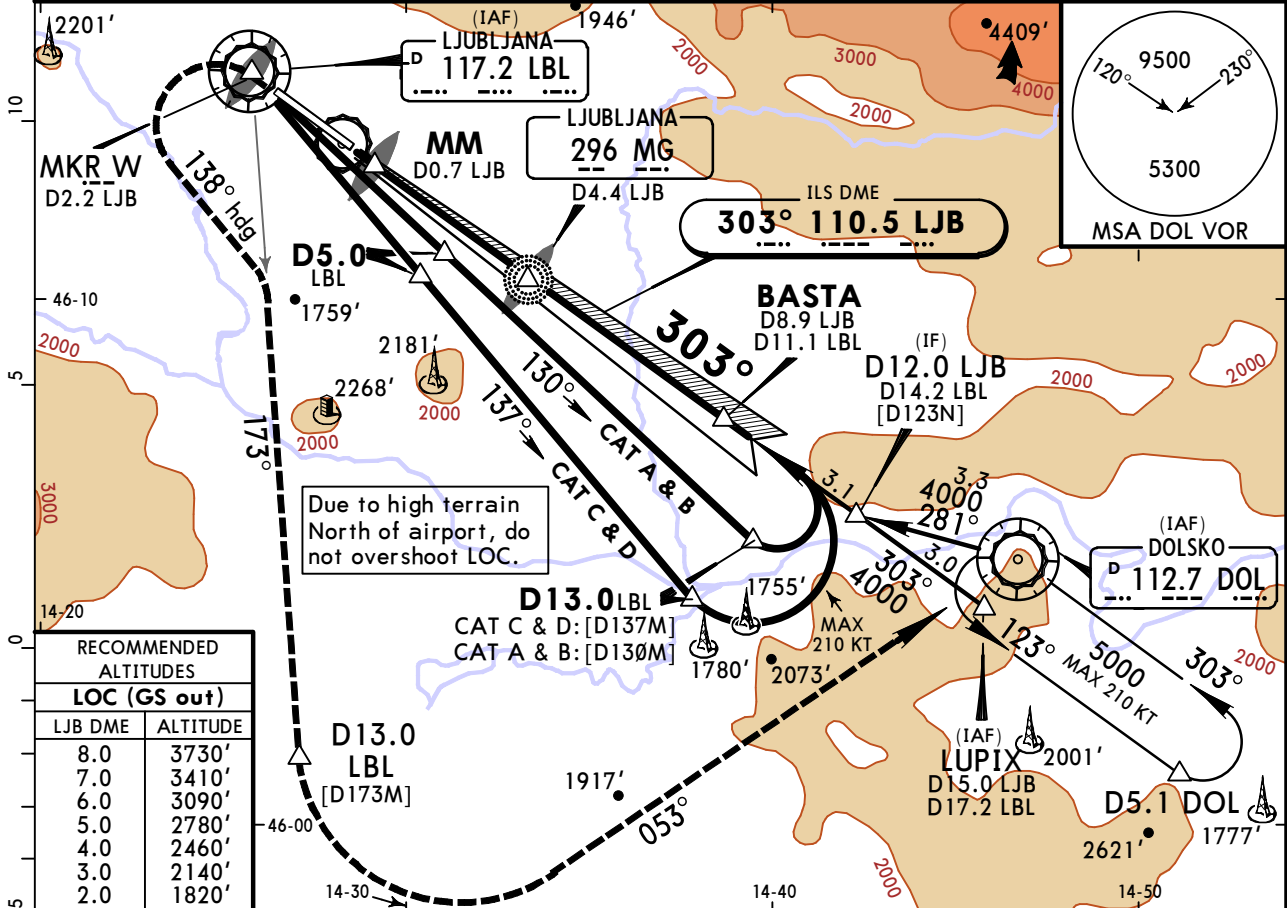 2201'
(IAF)
LJUBLJANA
D 117.2 LBL
1946'
2000
3000
2000
4409'
4000
120°
9500
230°
5300
MSA DOL VOR
10
MKR W
D2.2 LJB
138° hdg
MM
D0.7 LJB
LJUBLJANA
296 MG
D4.4 LJB
ILS DME
303° 110.5 LJB
D5.0
LBL
46-10
1759'
2000
2181'
2000
2268'
2000
5
BASTA
D8.9 LJB
D11.1 LBL
303°
(IF)
D12.0 LJB
D14.2 LBL
[D123N]
2000
2000
130°
CAT A & B
137°
CAT C & D
173°
3000
Due to high terrain
North of airport, do
not overshoot LOC.
3.1
3.3
4000
281°
3.0
303°
4000
(IAF)
DOLSKO
D 112.7 DOL
D13.0 LBL
CAT C & D: [D137M]
CAT A & B: [D130M]
1755'
1780'
MAX
210 KT
2073'
123°
5000
MAX 210 KT
303°
2000
14-20
0
RECOMMENDED
ALTITUDES
LOC (GS out)
LJB DME ALTITUDE
8.0 3730'
7.0 3410'
6.0 3090'
5.0 2780'
4.0 2460'
3.0 2140'
2.0 1820'
D13.0
LBL
[D173M]
1917'
053°
(IAF)
LUPIX
D15.0 LJB
D17.2 LBL
2001'
D5.1 DOL
1777'
2621'
2000
46-00
5
14-30
14-40
14-50